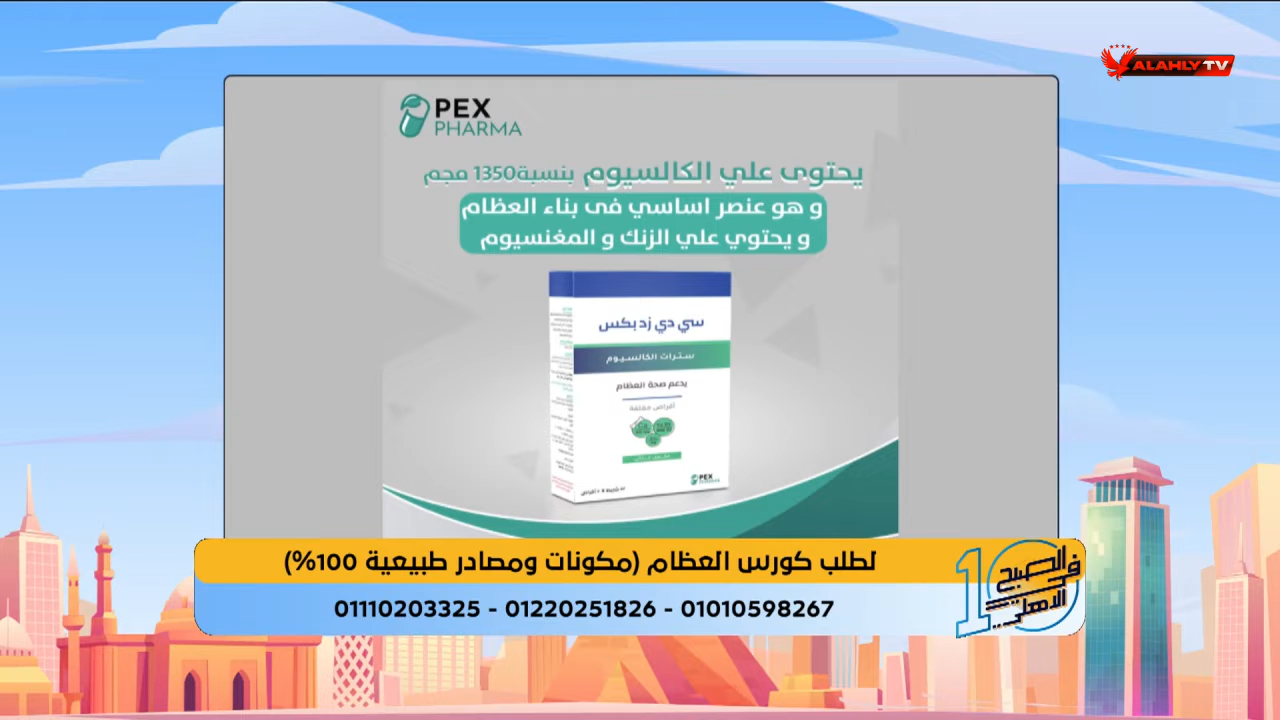 ALAHLY TV
PEX
PHARMA
يحتوى علي الكالسيوم بنسبة1350 مجم
و هو عنصر اساسي فى بناء العظام
و يحتوي علي الزنك و المغنسيوم
سي دي زد بكس
سترات الكالسيوم
يدعم صحة العظام
أقراص مغلفة
PEX
PHARMA
لطلب كورس العظام (مكونات ومصادر طبيعية 100%)
01110203325 - 01220251826 - 01010598267
10 الصبح
في
الأهلي